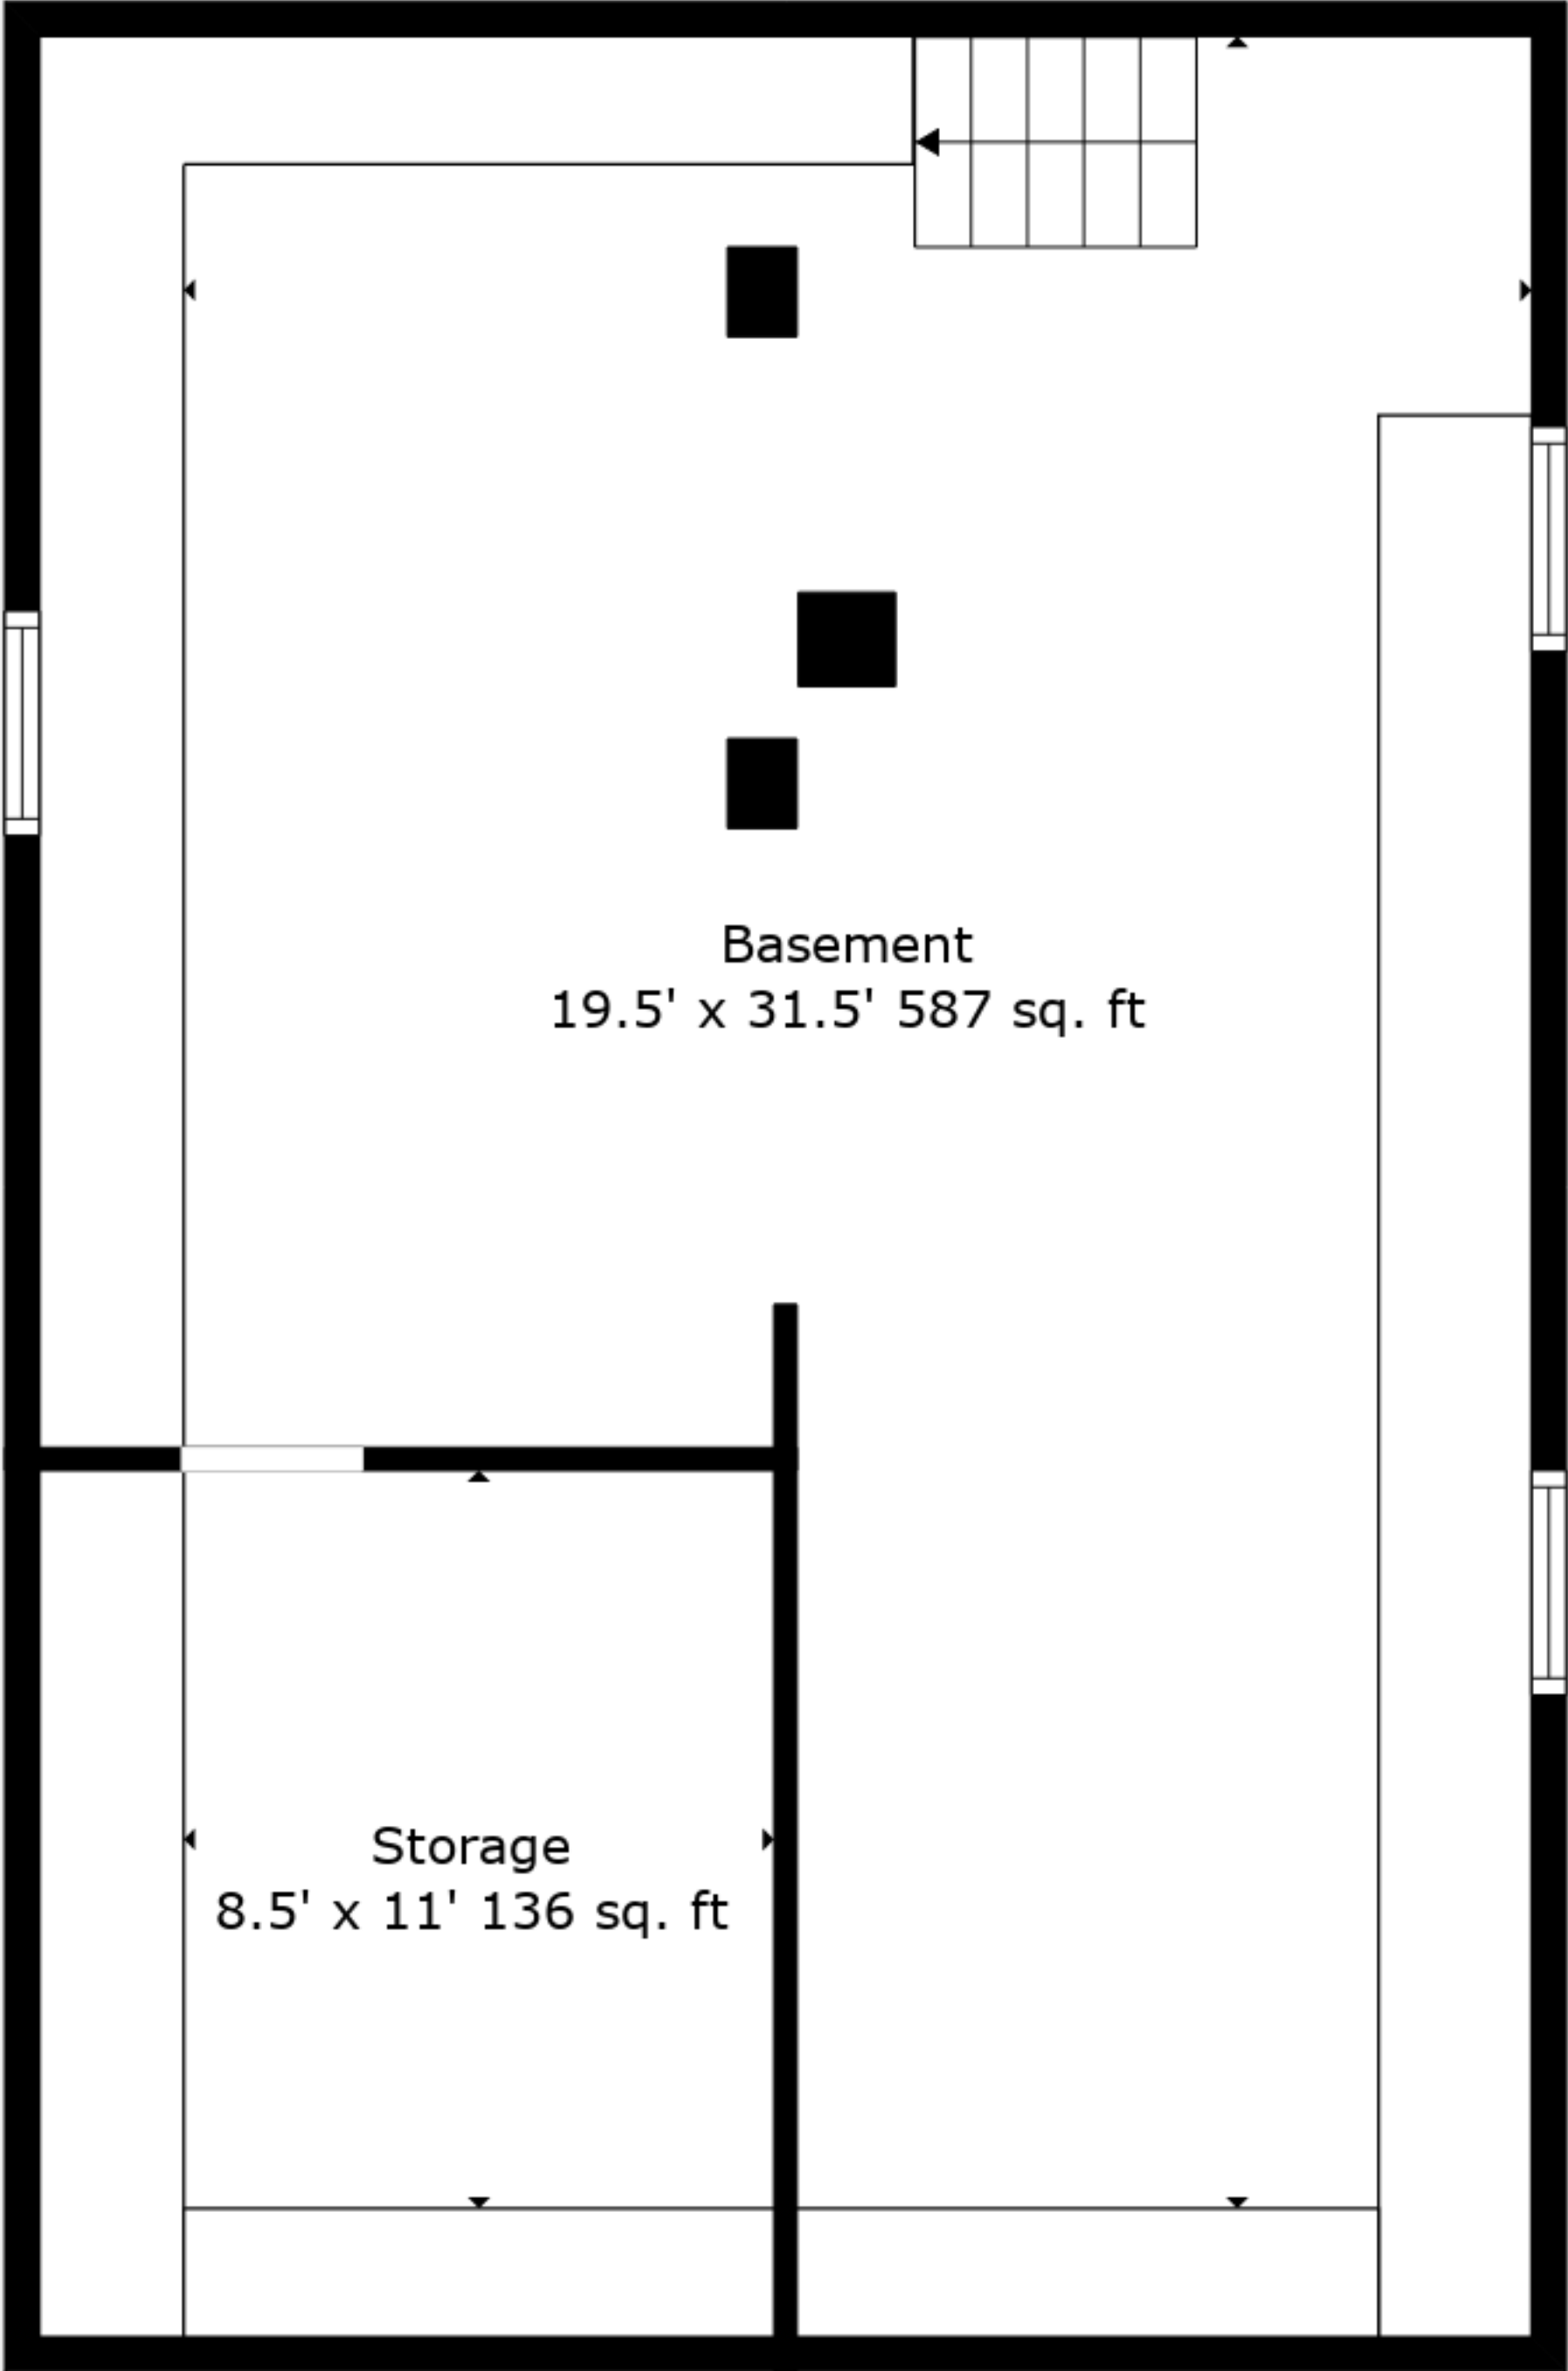 Basement
19.5' x 31.5' 587 sq. ft
Storage
8.5' x 11' 136 sq. ft